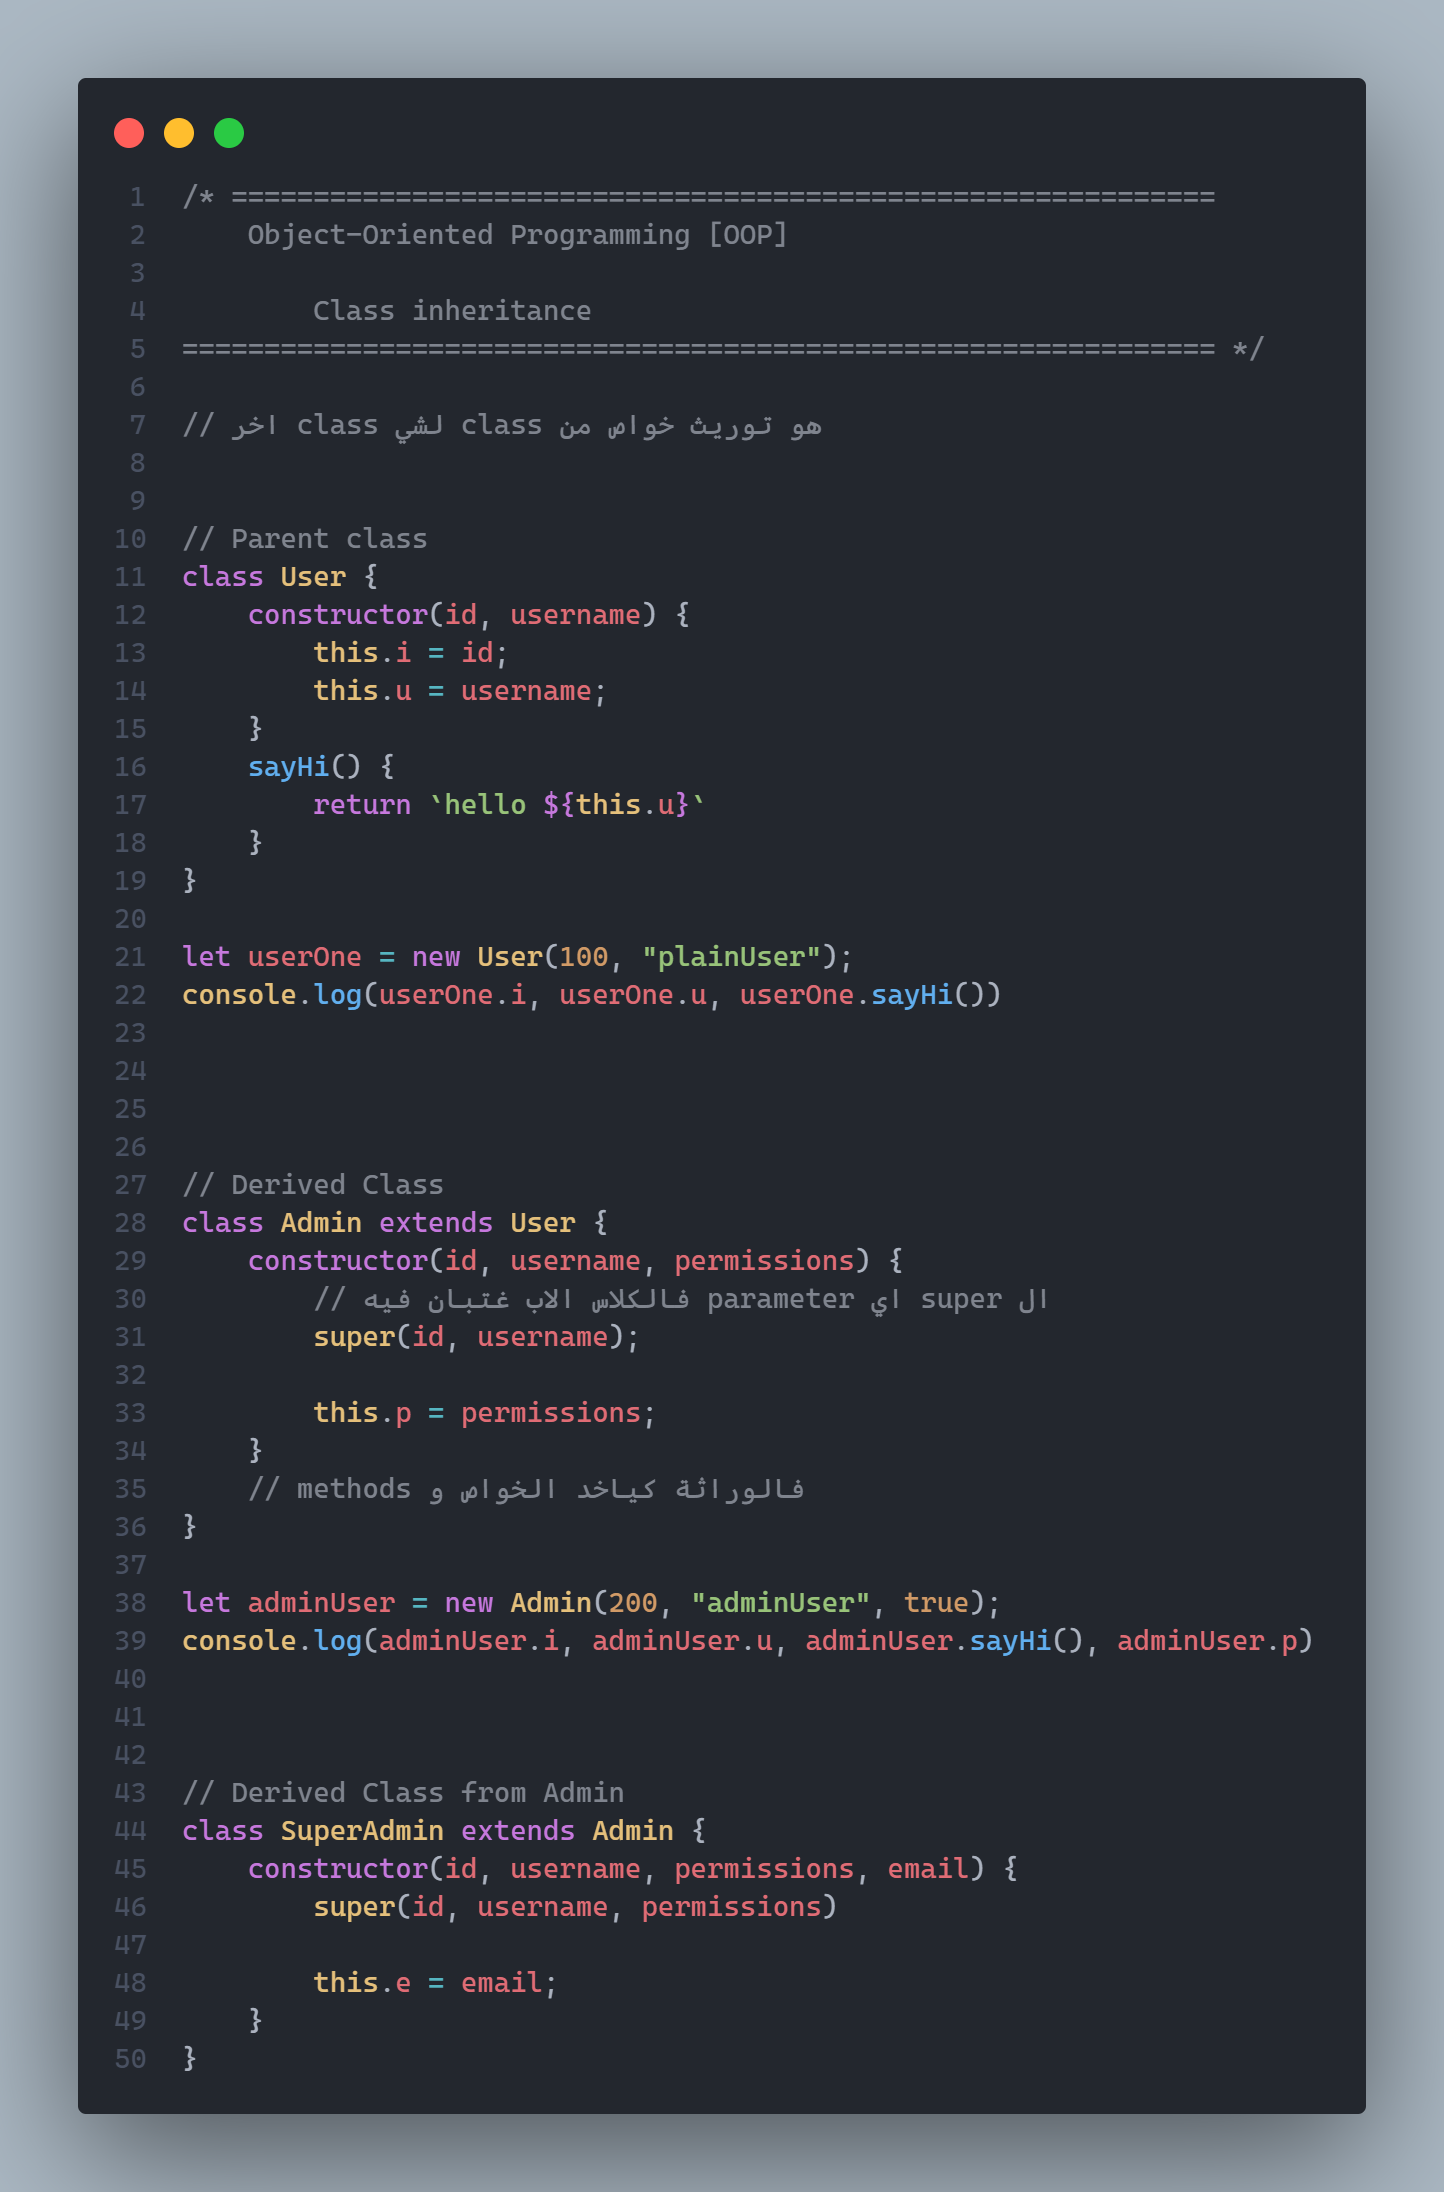 1 /* ============================================================
2     Object-Oriented Programming [OOP]
3
4         Class inheritance
5 =============================================================== */
6
7 // هو توريث خواص من class لشي class اخر
8
9
10 // Parent class
11 class User {
12     constructor(id, username) {
13         this.i = id;
14         this.u = username;
15     }
16     sayHi() {
17         return `hello ${this.u}`
18     }
19 }
20
21 let userOne = new User(100, "plainUser");
22 console.log(userOne.i, userOne.u, userOne.sayHi())
23
24
25
26
27 // Derived Class
28 class Admin extends User {
29     constructor(id, username, permissions) {
30         // ال super اي parameter فالكلاس الاب غتبان فيه
31         super(id, username);
32
33         this.p = permissions;
34     }
35     // فالوراثة كياخد الخواص و methods
36 }
37
38 let adminUser = new Admin(200, "adminUser", true);
39 console.log(adminUser.i, adminUser.u, adminUser.sayHi(), adminUser.p)
40
41
42
43 // Derived Class from Admin
44 class SuperAdmin extends Admin {
45     constructor(id, username, permissions, email) {
46         super(id, username, permissions)
47
48         this.e = email;
49     }
50 }